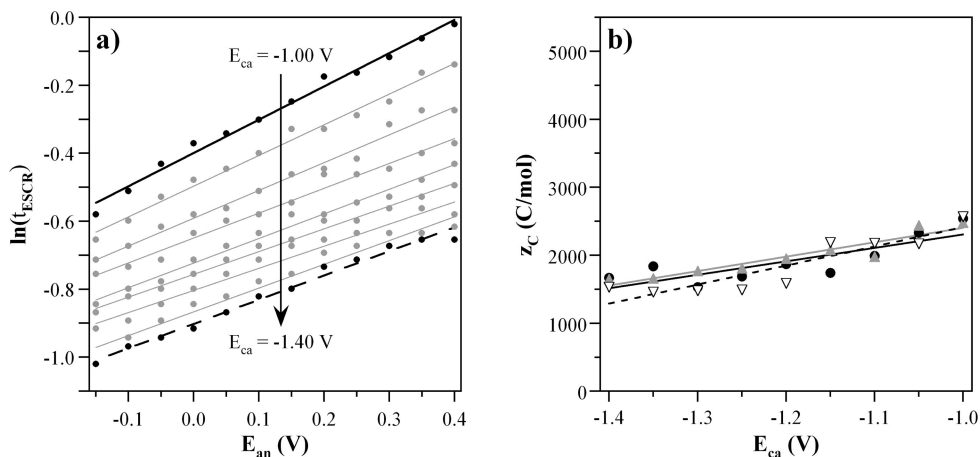 a)
0.0
-0.2
-0.4
-0.6
-0.8
-1.0
ln(t_ESCR)
E_ca = -1.00 V
E_ca = -1.40 V
-0.1 0.0 0.1 0.2 0.3 0.4
E_an (V)
b)
5000
4000
3000
2000
1000
0
z_C (C/mol)
-1.4 -1.3 -1.2 -1.1 -1.0
E_ca (V)